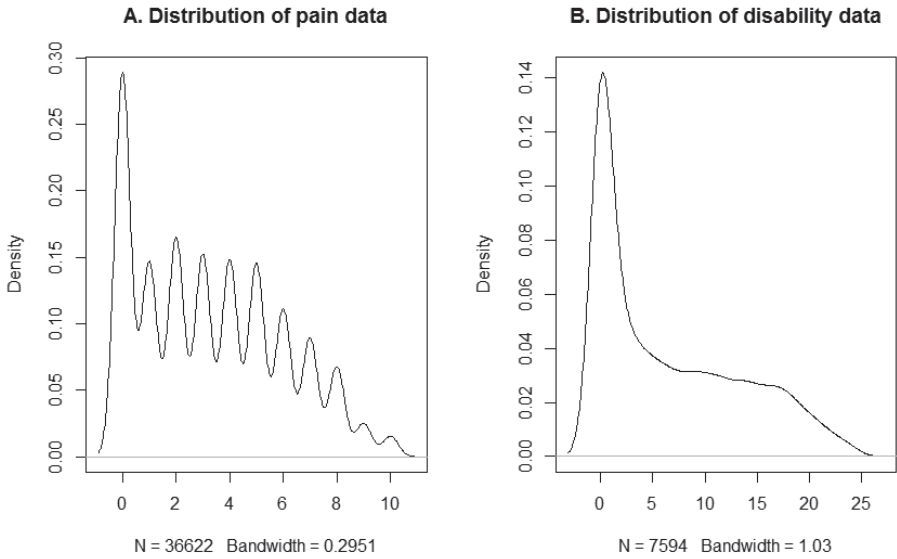 A. Distribution of pain data
Density
0.00 0.05 0.10 0.15 0.20 0.25 0.30
0 2 4 6 8 10
N = 36622 Bandwidth = 0.2951
B. Distribution of disability data
Density
0.00 0.02 0.04 0.06 0.08 0.10 0.12 0.14
0 5 10 15 20 25
N = 7594 Bandwidth = 1.03